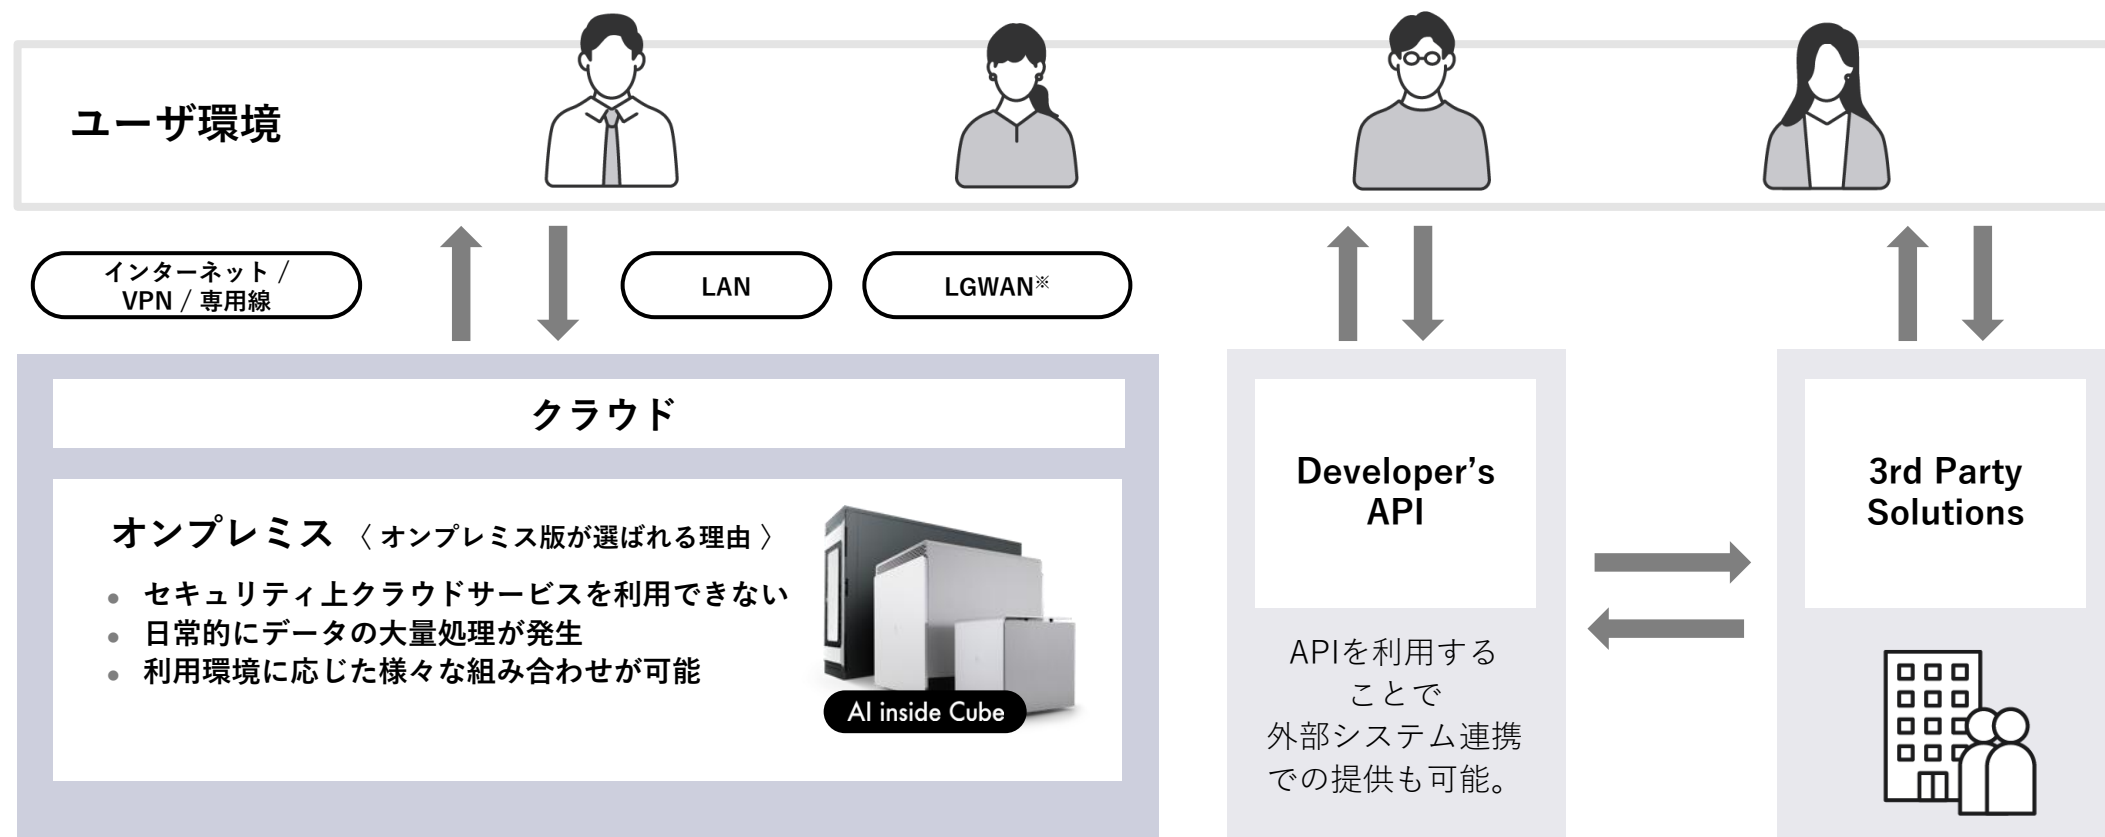 ユーザ環境
インターネット /
VPN / 専用線
LAN
LGWAN※
クラウド
オンプレミス 〈 オンプレミス版が選ばれる理由 〉
● セキュリティ上クラウドサービスを利用できない
● 日常的にデータの大量処理が発生
● 利用環境に応じた様々な組み合わせが可能
AI inside Cube
Developer’s
API
APIを利用する
ことで
外部システム連携
での提供も可能。
3rd Party
Solutions